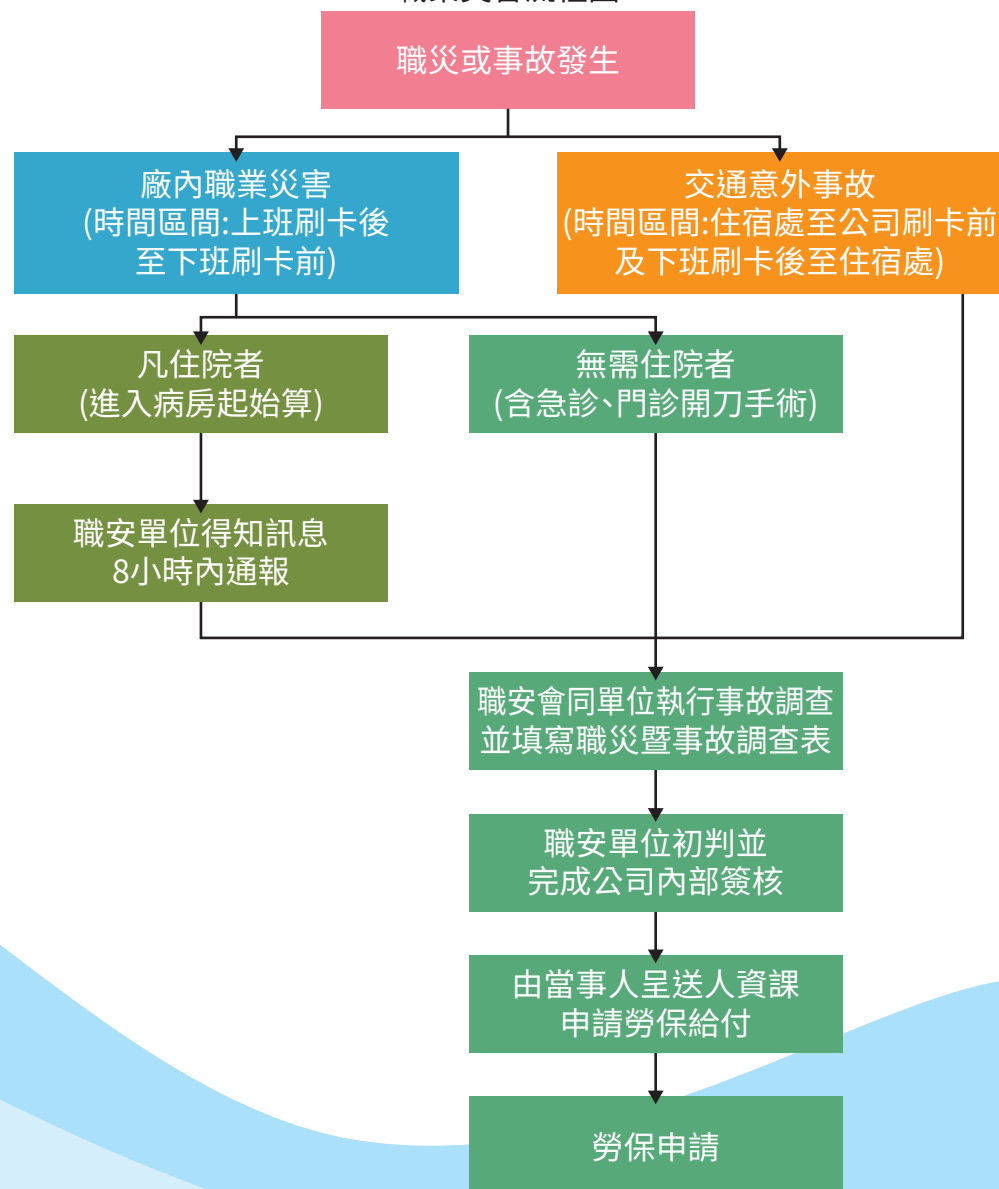 職災或事故發生
廠內職業災害
(時間區間:上班刷卡後
至下班刷卡前)
交通意外事故
(時間區間:住宿處至公司刷卡前
及下班刷卡後至住宿處)
凡住院者
(進入病房起始算)
無需住院者
(含急診、門診開刀手術)
職安單位得知訊息
8小時內通報
職安會同單位執行事故調查
並填寫職災暨事故調查表
職安單位初判並
完成公司內部簽核
由當事人呈送人資課
申請勞保給付
勞保申請